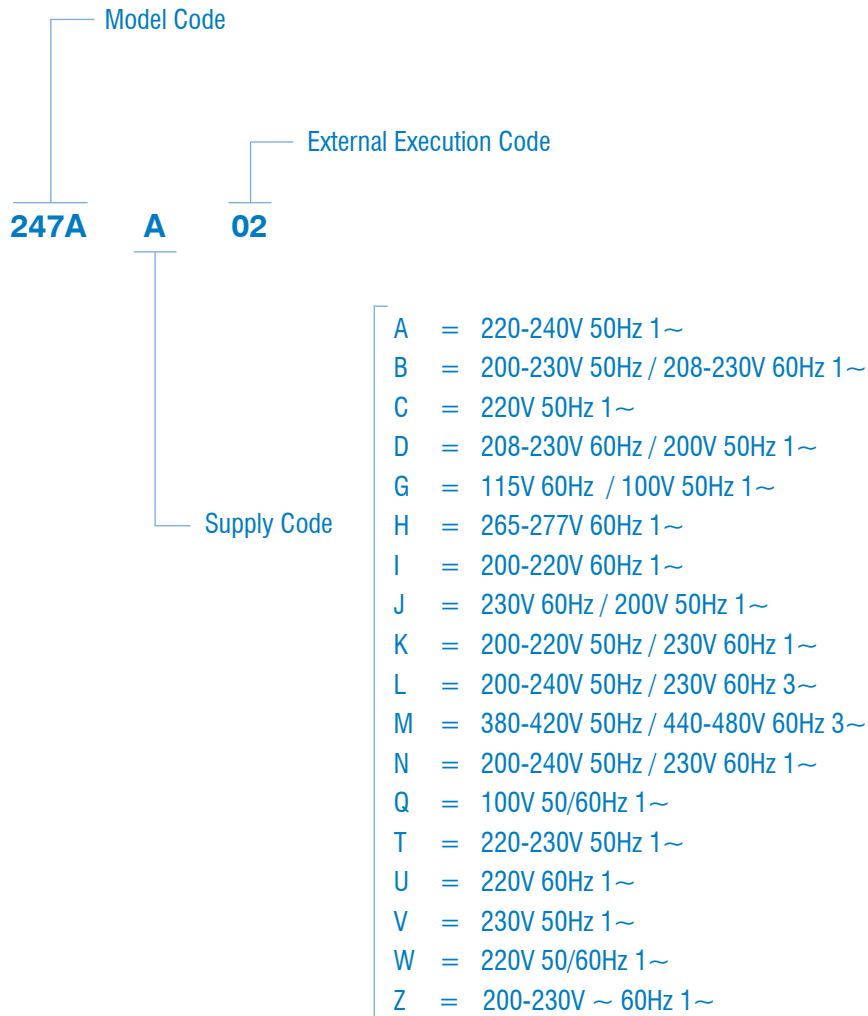 Model Code
External Execution Code
247A A 02
A = 220-240V 50Hz 1~
B = 200-230V 50Hz / 208-230V 60Hz 1~
C = 220V 50Hz 1~
D = 208-230V 60Hz / 200V 50Hz 1~
G = 115V 60Hz / 100V 50Hz 1~
Supply Code
H = 265-277V 60Hz 1~
I = 200-220V 60Hz 1~
J = 230V 60Hz / 200V 50Hz 1~
K = 200-220V 50Hz / 230V 60Hz 1~
L = 200-240V 50Hz / 230V 60Hz 3~
M = 380-420V 50Hz / 440-480V 60Hz 3~
N = 200-240V 50Hz / 230V 60Hz 1~
Q = 100V 50/60Hz 1~
T = 220-230V 50Hz 1~
U = 220V 60Hz 1~
V = 230V 50Hz 1~
W = 220V 50/60Hz 1~
Z = 200-230V ~ 60Hz 1~